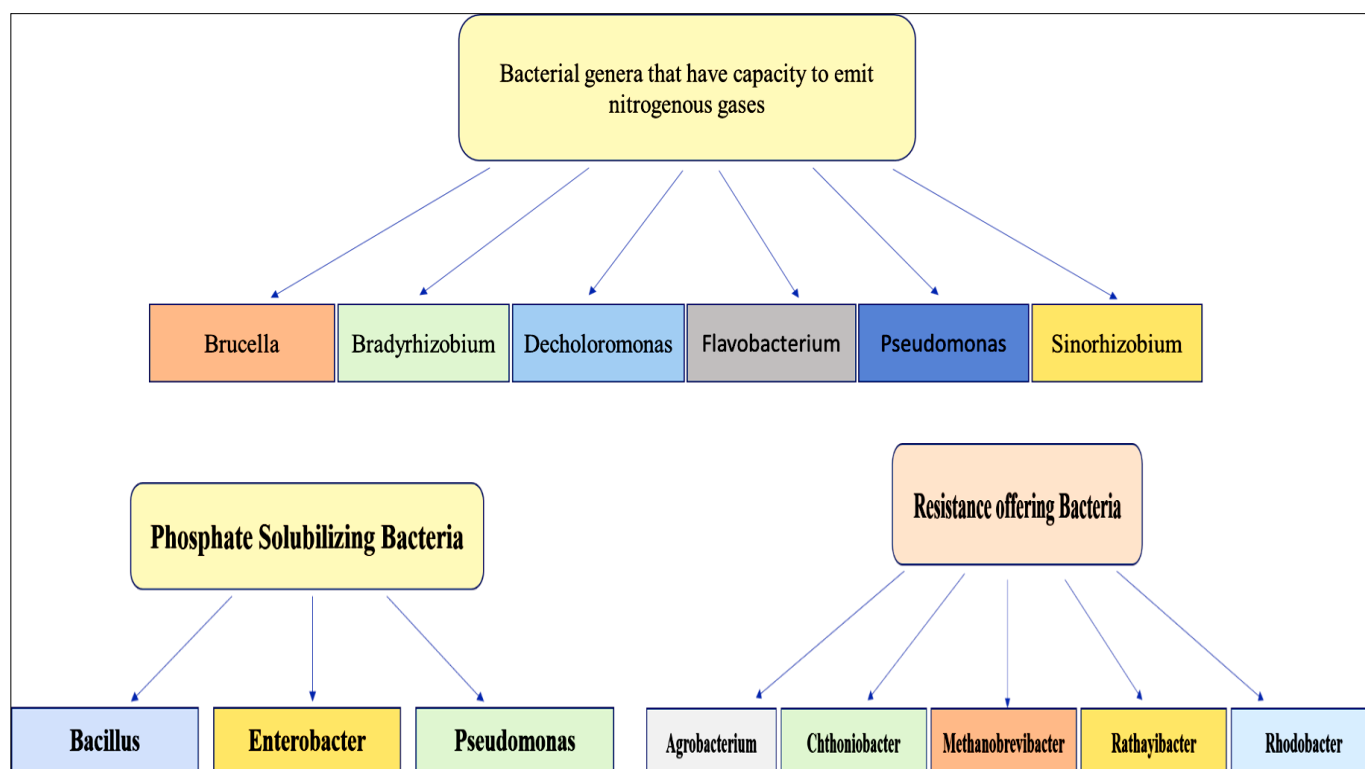 Bacterial genera that have capacity to emit
nitrogenous gases
Brucella
Bradyrhizobium
Decholoromonas
Flavobacterium
Pseudomonas
Sinorhizobium
Phosphate Solubilizing Bacteria
Resistance offering Bacteria
Bacillus
Enterobacter
Pseudomonas
Agrobacterium
Chthoniobacter
Methanobrevibacter
Rathayibacter
Rhodobacter